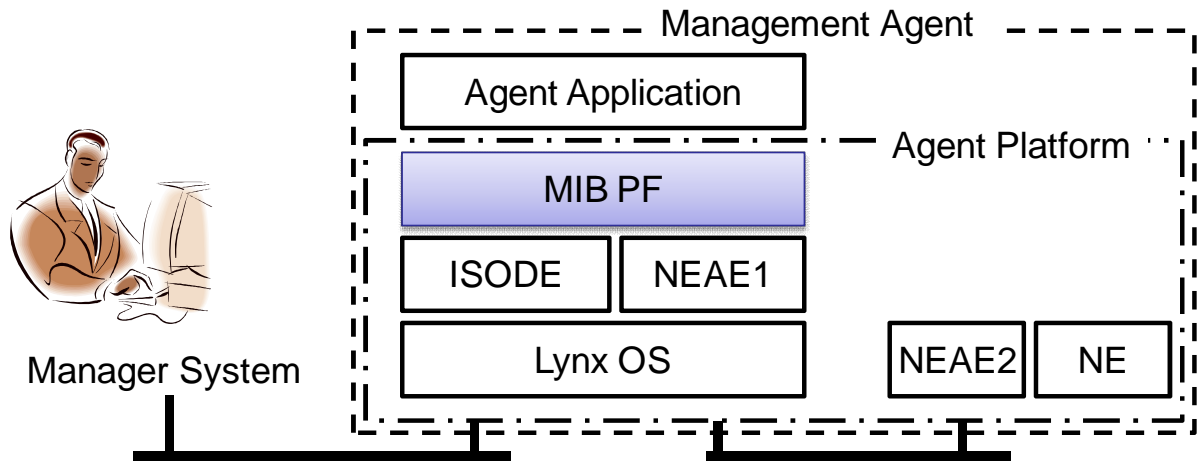 Management Agent
Agent Application
Agent Platform
MIB PF
ISODE
NEAE1
Lynx OS
NEAE2
NE
Manager System